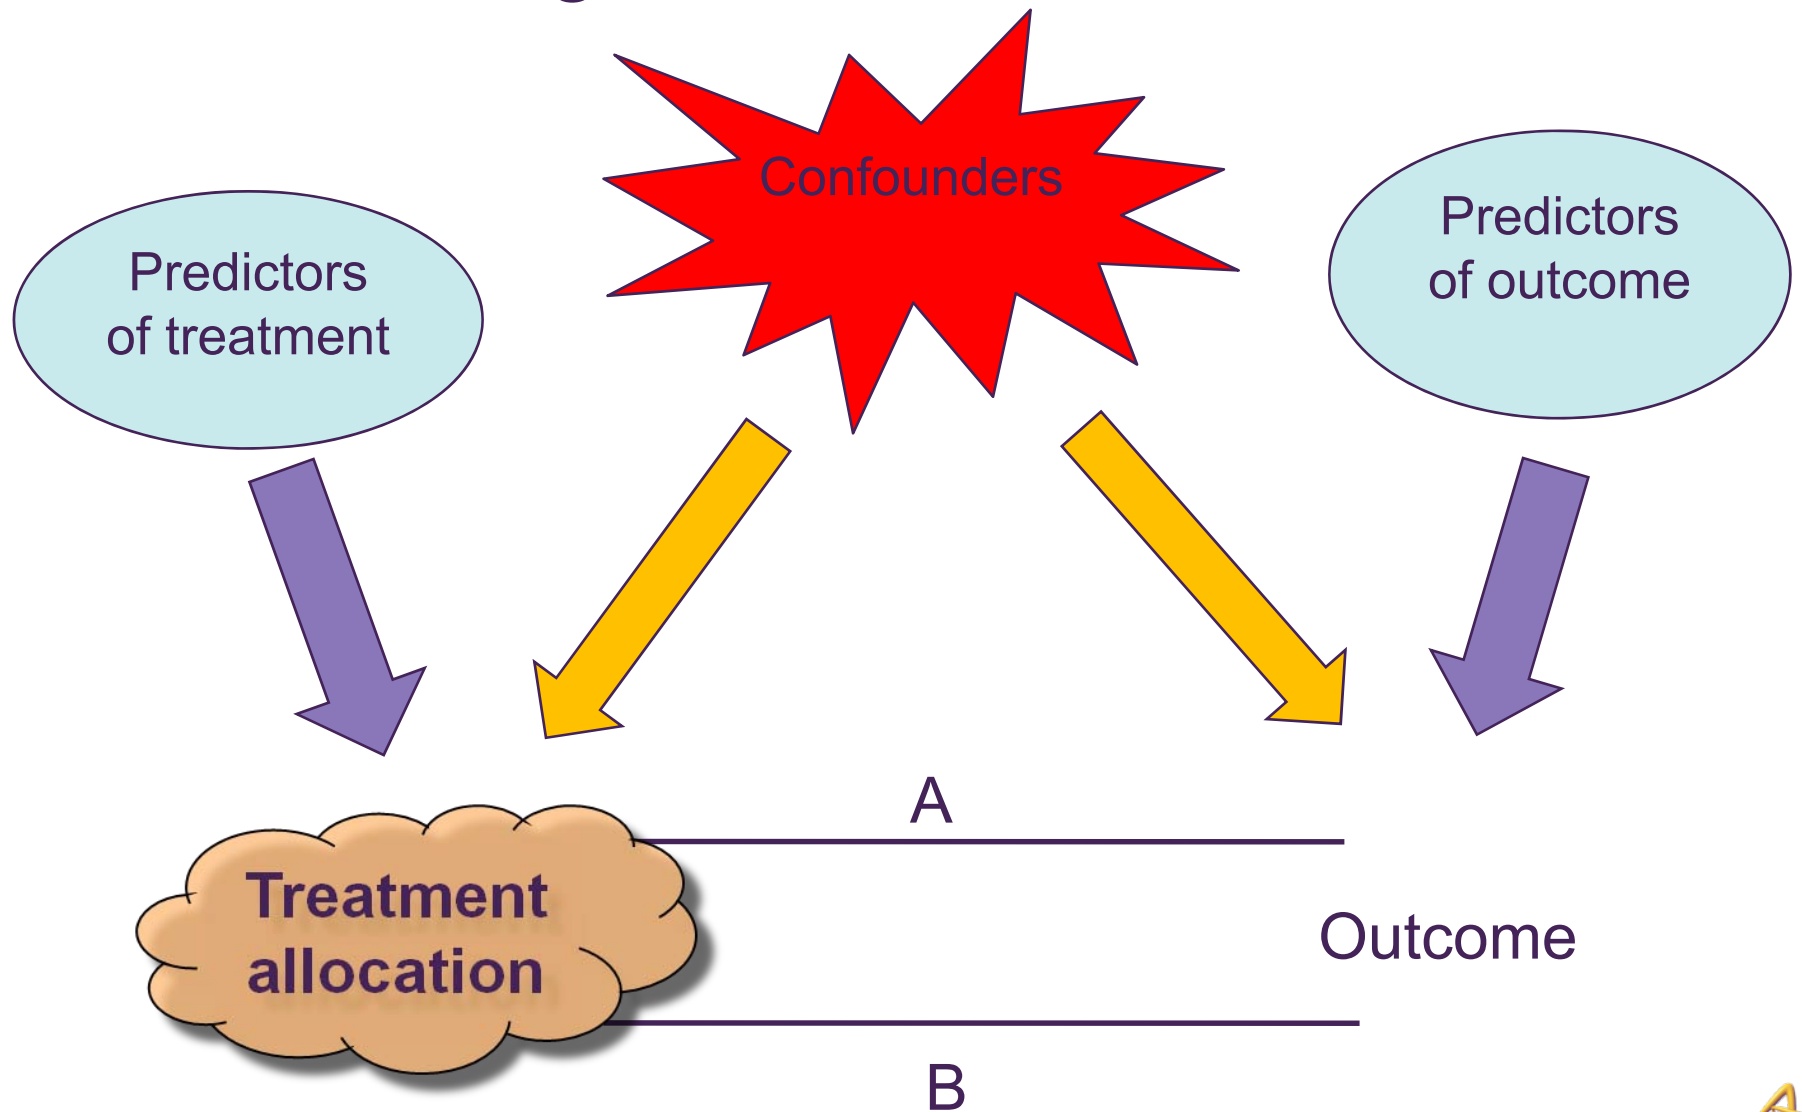 Confounders
Predictors
of treatment
Predictors
of outcome
A
Treatment
allocation
Outcome
B